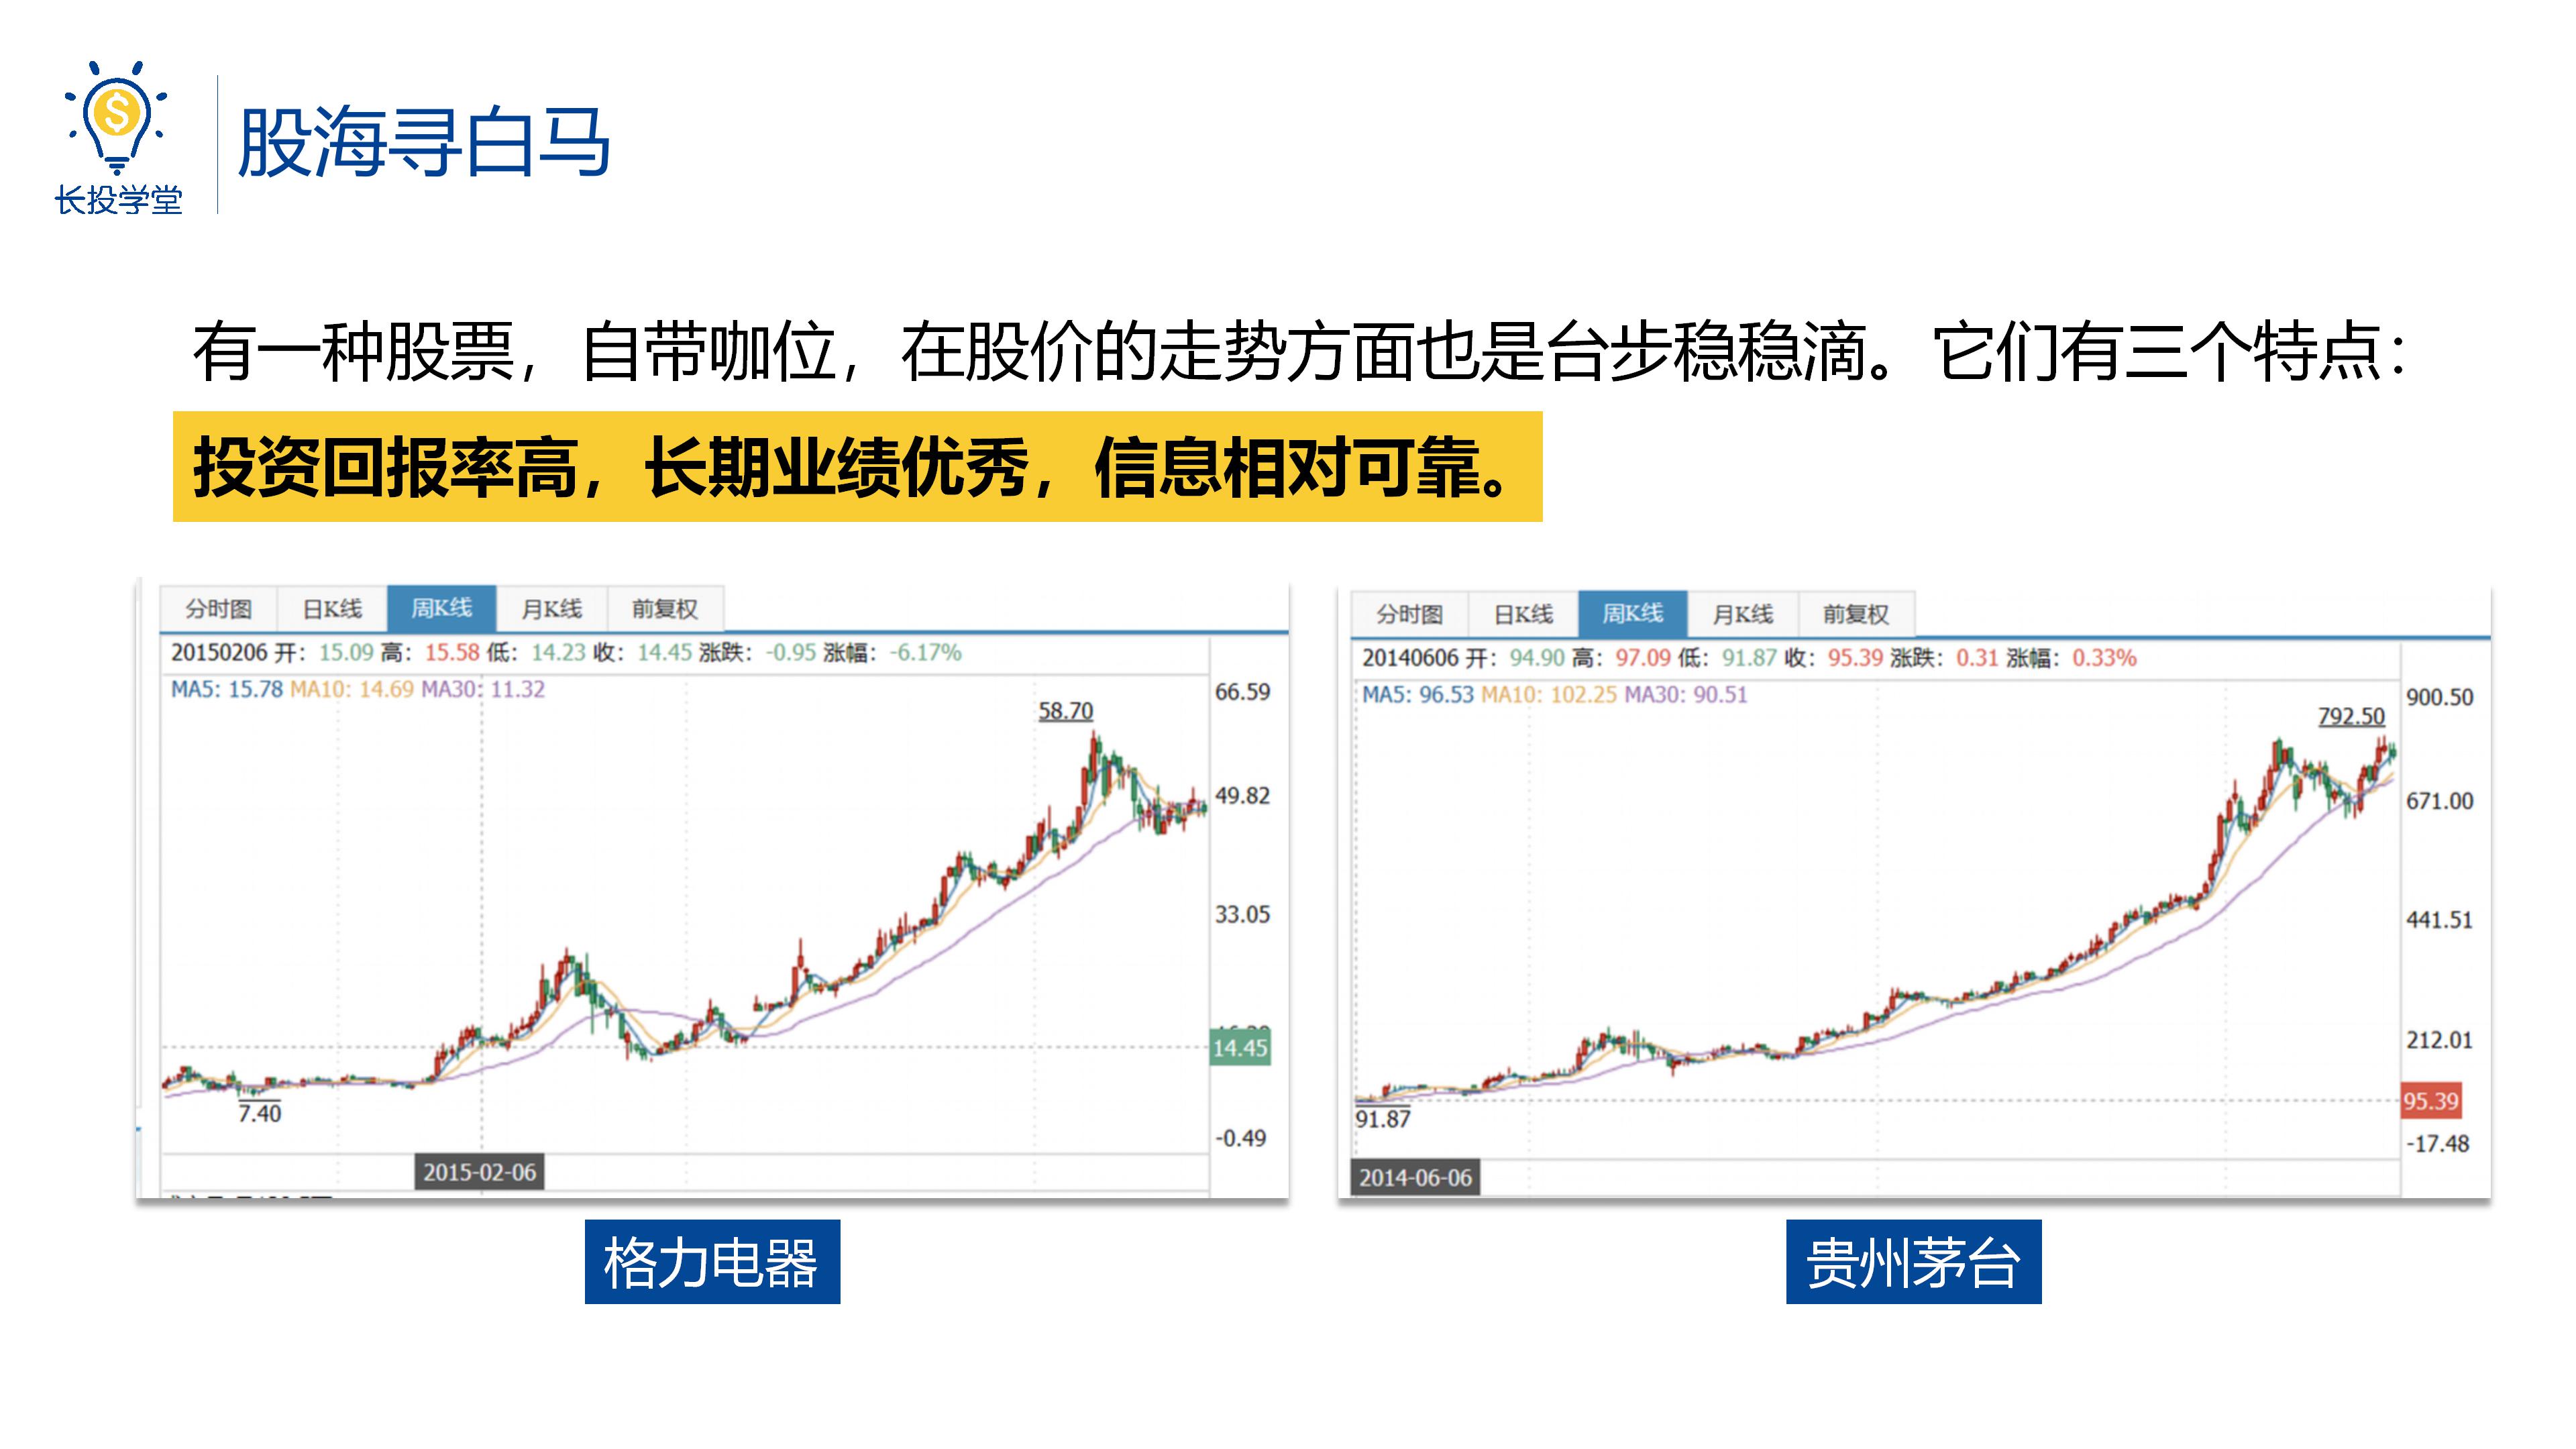 长投学堂
股海寻白马
有一种股票，自带咖位，在股价的走势方面也是台步稳稳滴。它们有三个特点：
投资回报率高，长期业绩优秀，信息相对可靠。
分时图 日K线 周K线 月K线 前复权
20150206 开：15.09 高：15.58 低：14.23 收：14.45 涨跌：-0.95 涨幅：-6.17%
MA5: 15.78 MA10: 14.69 MA30: 11.32
66.59
58.70
49.82
33.05
14.45
7.40
-0.49
2015-02-06
格力电器
分时图 日K线 周K线 月K线 前复权
20140606 开：94.90 高：97.09 低：91.87 收：95.39 涨跌：0.31 涨幅：0.33%
MA5: 96.53 MA10: 102.25 MA30: 90.51
900.50
792.50
671.00
441.51
212.01
95.39
91.87
-17.48
2014-06-06
贵州茅台